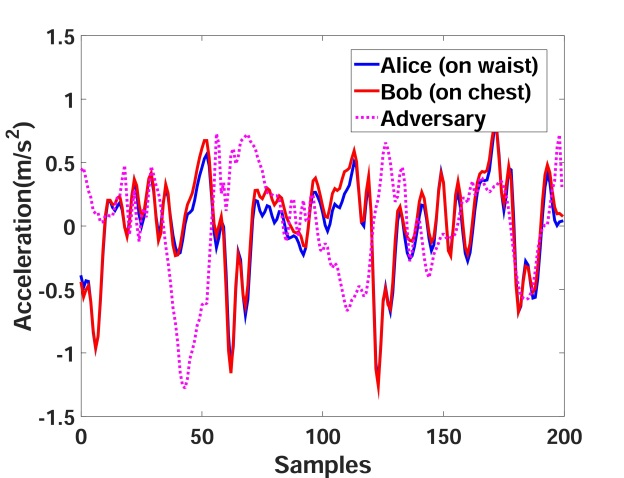 1.5
1
0.5
0
-0.5
-1
-1.5
Acceleration(m/s²)
Alice (on waist)
Bob (on chest)
Adversary
0 50 100 150 200
Samples